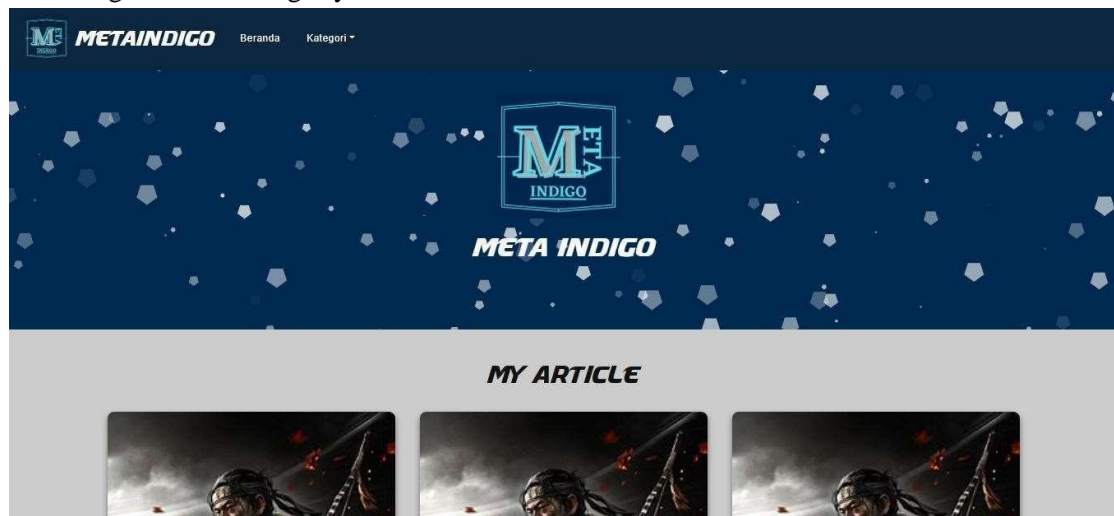 METAINDIGO Beranda Kategori
M ETA
INDIGO
META INDIGO
MY ARTICLE